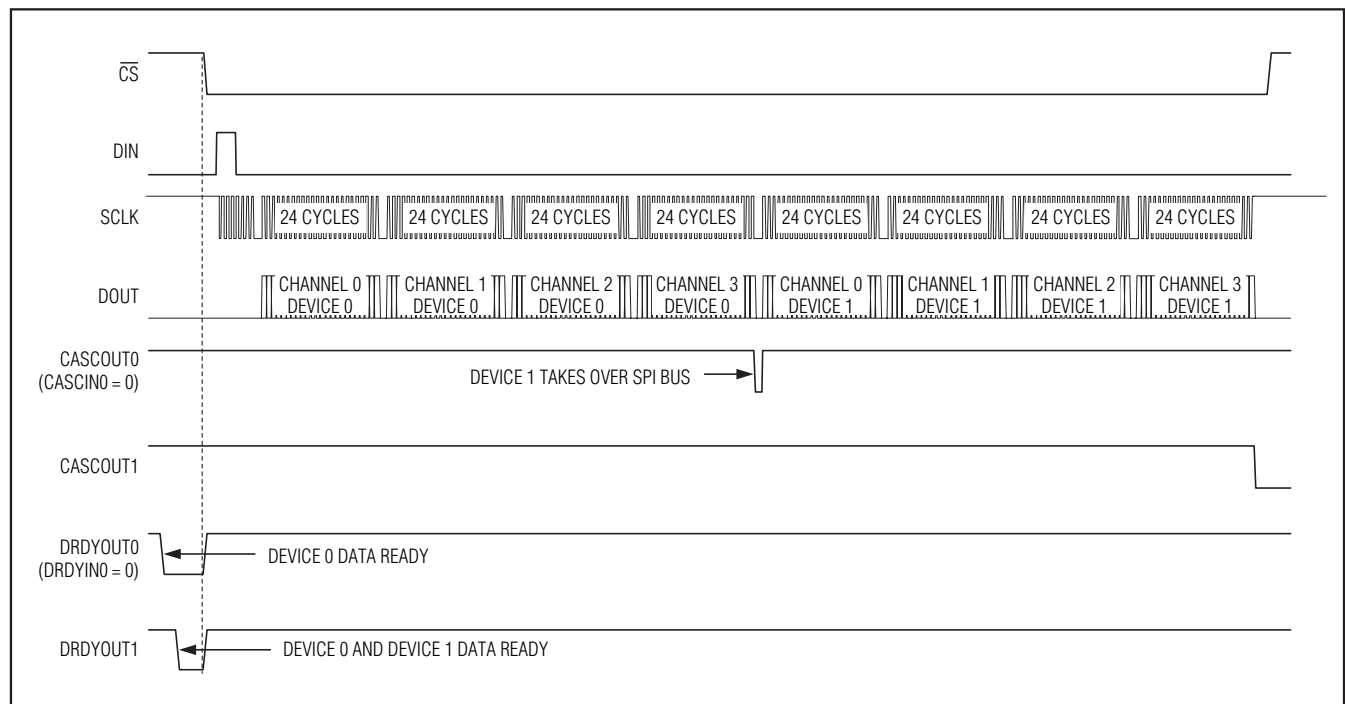 CS
DIN
SCLK
24 CYCLES 24 CYCLES 24 CYCLES 24 CYCLES 24 CYCLES 24 CYCLES 24 CYCLES 24 CYCLES
DOUT
CHANNEL 0 CHANNEL 1 CHANNEL 2 CHANNEL 3 CHANNEL 0 CHANNEL 1 CHANNEL 2 CHANNEL 3
DEVICE 0 DEVICE 0 DEVICE 0 DEVICE 0 DEVICE 1 DEVICE 1 DEVICE 1 DEVICE 1
CASCOUT0
(CASCIN0 = 0)
DEVICE 1 TAKES OVER SPI BUS
CASCOUT1
DRDYOUT0
(DRDYIN0 = 0)
DEVICE 0 DATA READY
DRDYOUT1
DEVICE 0 AND DEVICE 1 DATA READY